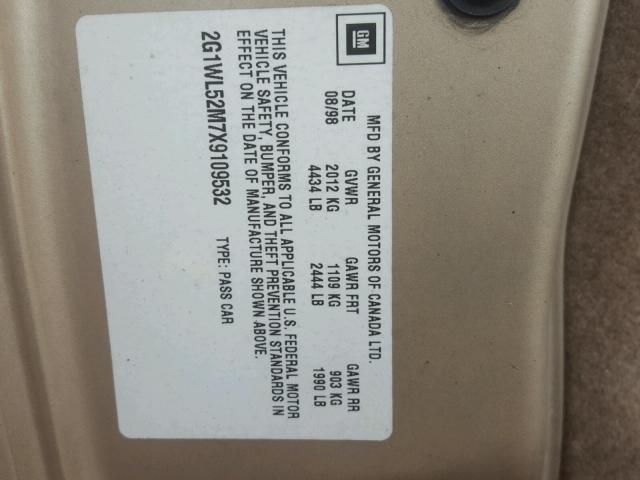 GM
MFD BY GENERAL MOTORS OF CANADA LTD.
DATE GVWR GAWR FRT GAWR RR
08/98 2012 KG 1109 KG 903 KG
4434 LB 2444 LB 1990 LB
THIS VEHICLE CONFORMS TO ALL APPLICABLE U.S. FEDERAL MOTOR
VEHICLE SAFETY, BUMPER, AND THEFT PREVENTION STANDARDS IN
EFFECT ON THE DATE OF MANUFACTURE SHOWN ABOVE.
2G1WL52M7X9109532 TYPE: PASS CAR